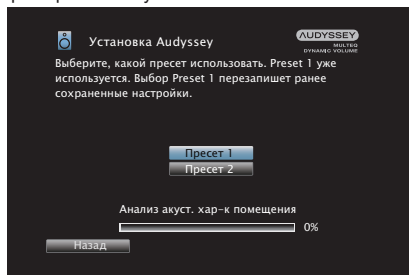 Установка Audyssey
AUDYSSEY
MULTEQ
DYNAMIC VOLUME
Выберите, какой пресет использовать. Preset 1 уже
используется. Выбор Preset 1 перезапишет ранее
сохраненные настройки.
Пресет 1
Пресет 2
Анализ акуст. хар-к помещения
0%
Назад